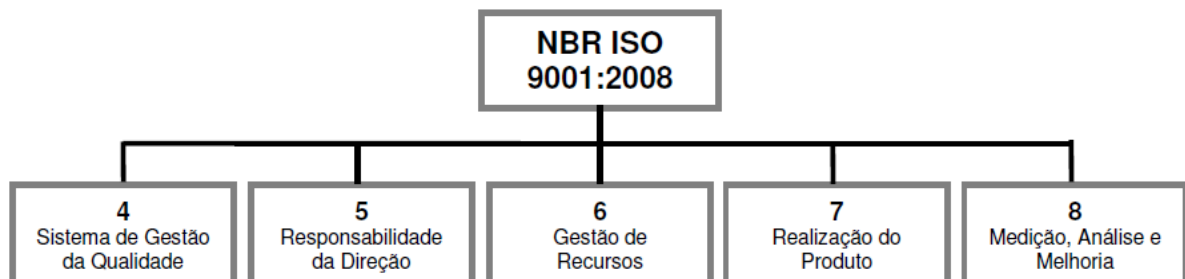 NBR ISO
9001:2008
4
Sistema de Gestão
da Qualidade
5
Responsabilidade
da Direção
6
Gestão de
Recursos
7
Realização do
Produto
8
Medição, Análise e
Melhoria